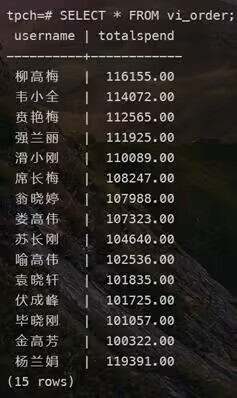 tpch=# SELECT * FROM vi_order;
username | totalspend
----------+------------
柳高梅 | 116155.00
韦小全 | 114072.00
贲艳梅 | 112565.00
强兰丽 | 111925.00
滑小刚 | 110089.00
席长梅 | 108247.00
翁晓婷 | 107988.00
娄高伟 | 107323.00
苏长刚 | 104640.00
喻高伟 | 102536.00
袁晓轩 | 101835.00
伏成峰 | 101725.00
毕晓刚 | 101057.00
金高芳 | 100322.00
杨兰娟 | 119391.00
(15 rows)